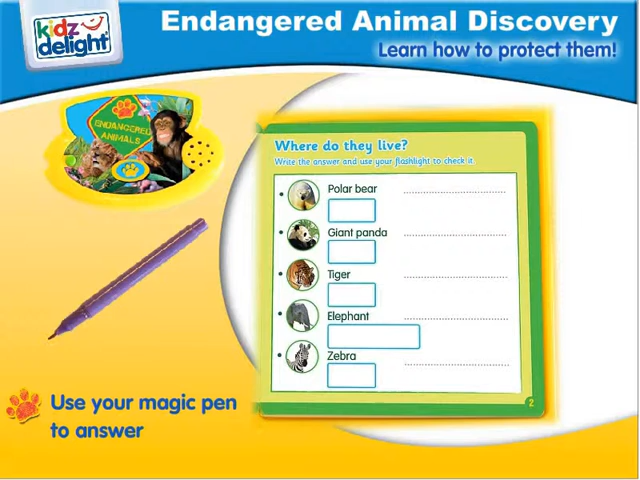 kidz
delight
Endangered Animal Discovery
Learn how to protect them!
ENDANGERED
ANIMALS
Where do they live?
Write the answer and use your flashlight to check it.
Polar bear
Giant panda
Tiger
Elephant
Zebra
2
Use your magic pen
to answer